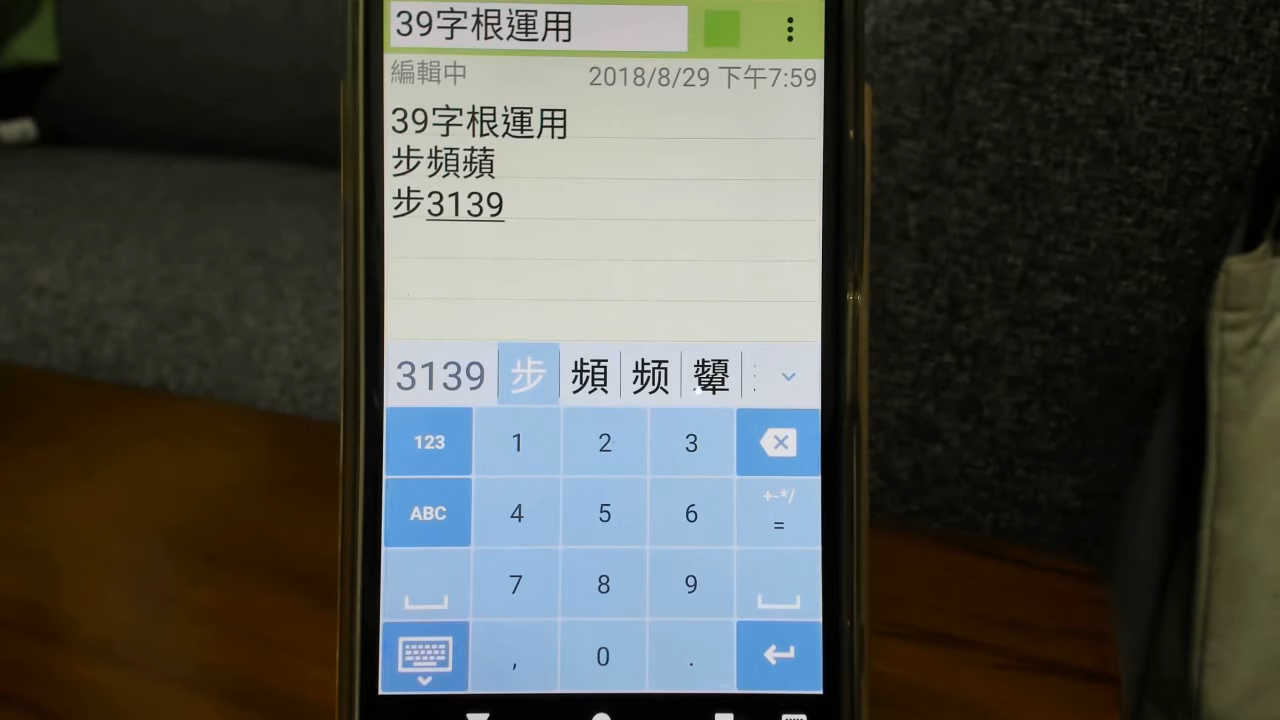 39字根運用
編輯中 2018/8/29 下午7:59
39字根運用
步頻蘋
步3139
3139 步 頻 频 颦
123 1 2 3
ABC 4 5 6 +-*/ =
7 8 9
, 0 .